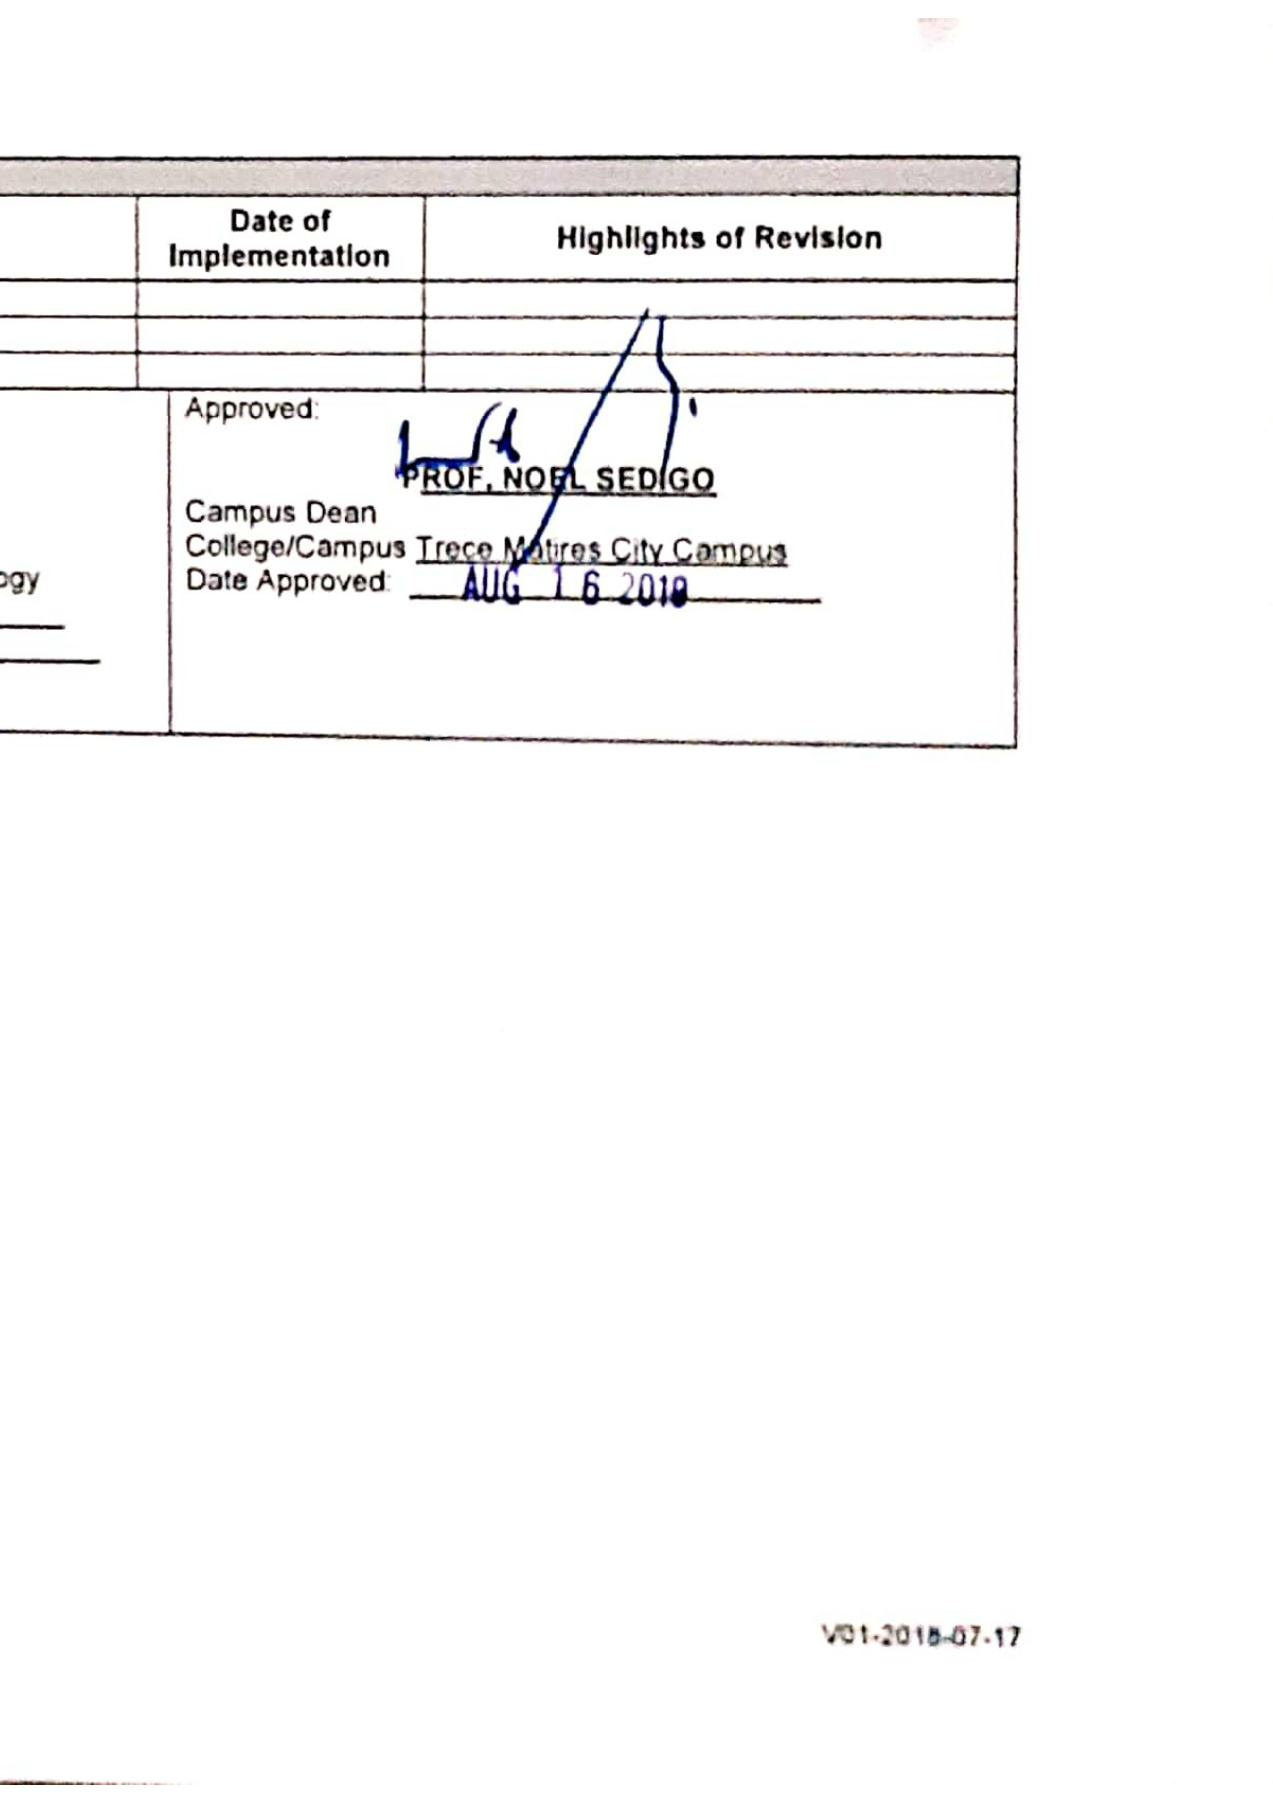 Date of
Implementation
Highlights of Revision
Approved:
PROF. NOEL SEDIGO
Campus Dean
College/Campus Trece Matires City Campus
ogy
Date Approved: AUG 16 2018
V01-2018-07-17